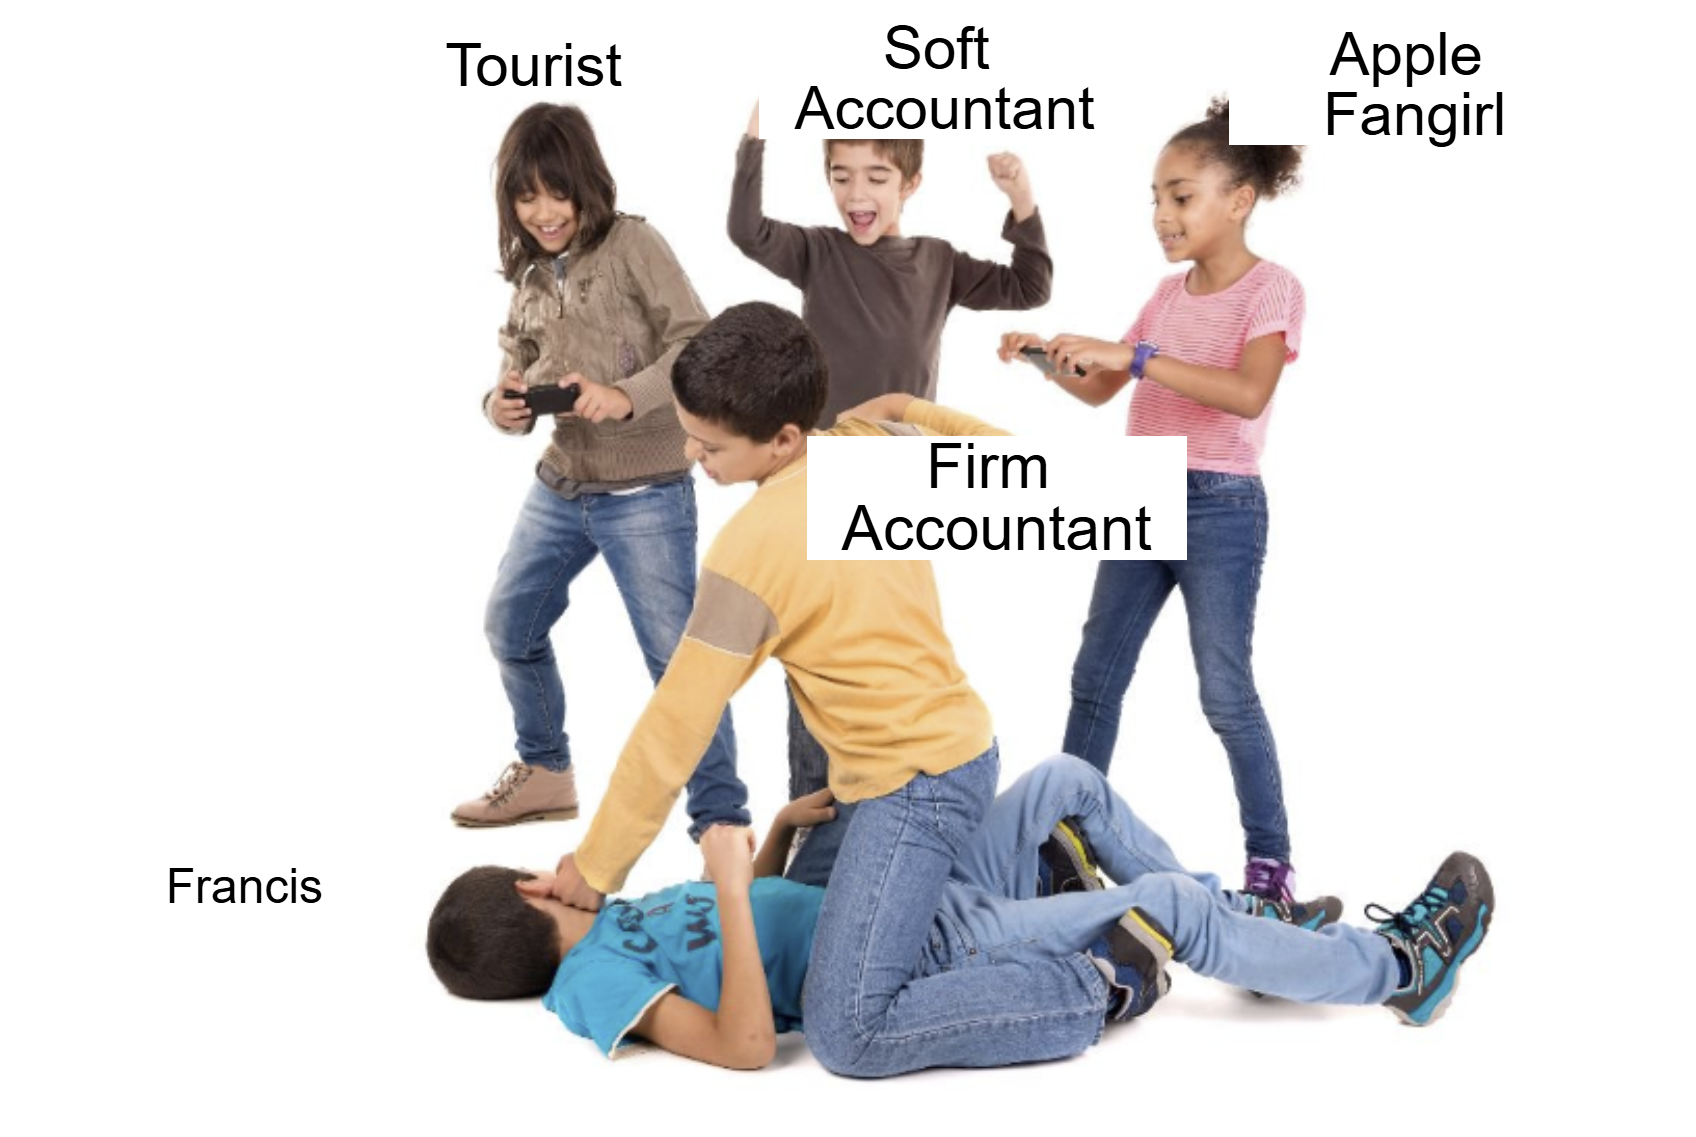 Tourist
Soft
Accountant
Apple
Fangirl
Firm
Accountant
Francis